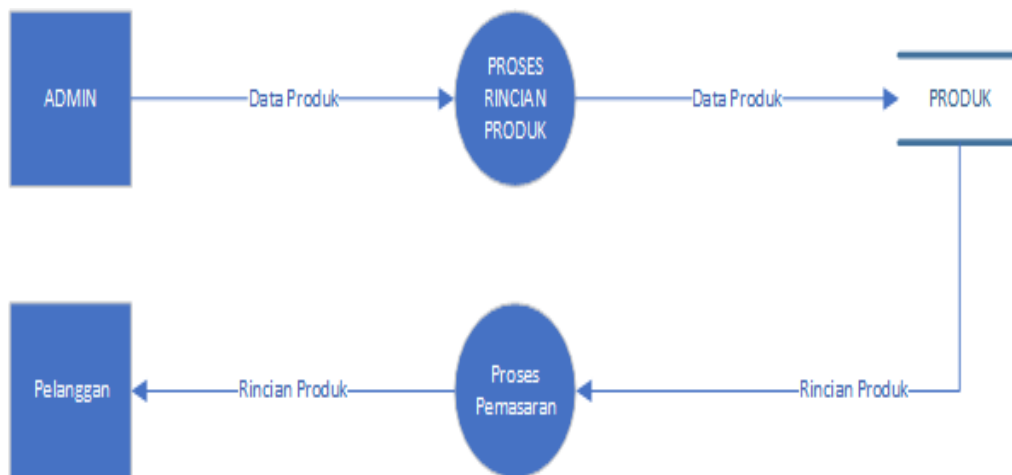 ADMIN
Data Produk
PROSES
RINCIAN
PRODUK
Data Produk
PRODUK
Pelanggan
Rincian Produk
Proses
Pemasaran
Rincian Produk